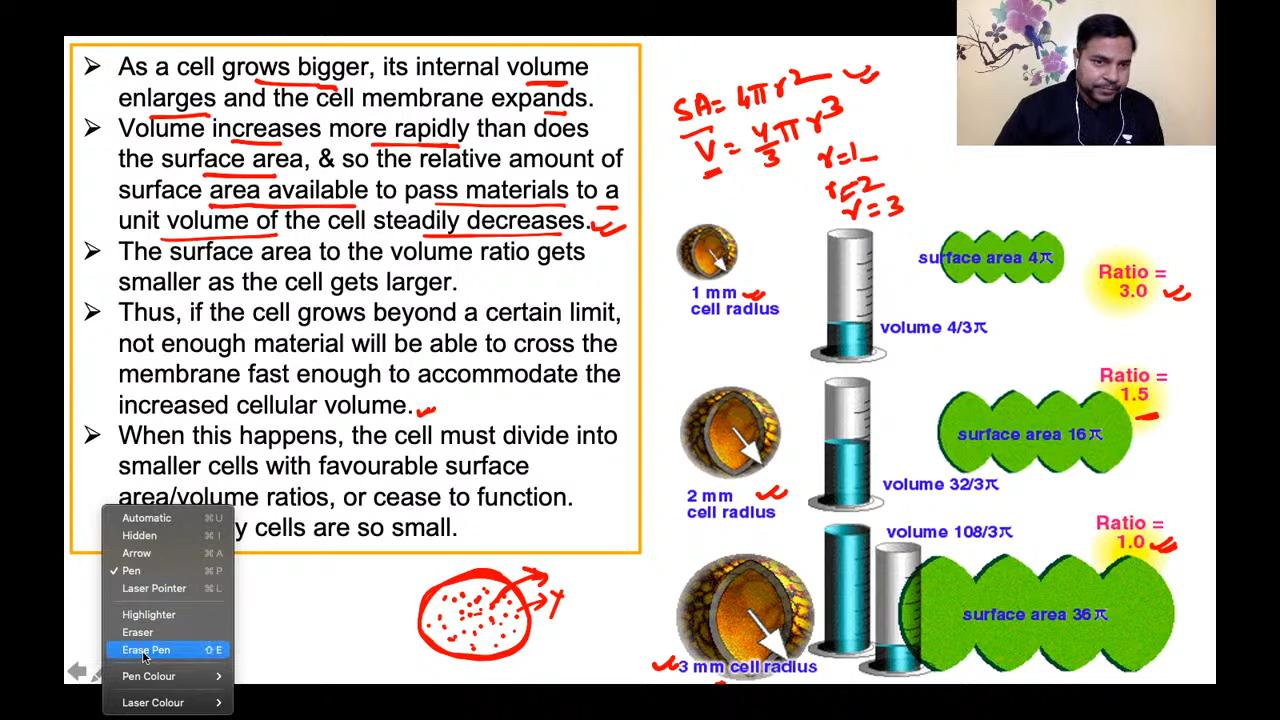 ➢ As a cell grows bigger, its internal volume
enlarges and the cell membrane expands.
➢ Volume increases more rapidly than does
the surface area, & so the relative amount of
surface area available to pass materials to a
unit volume of the cell steadily decreases.
➢ The surface area to the volume ratio gets
smaller as the cell gets larger.
➢ Thus, if the cell grows beyond a certain limit,
not enough material will be able to cross the
membrane fast enough to accommodate the
increased cellular volume.
➢ When this happens, the cell must divide into
smaller cells with favourable surface
area/volume ratios, or cease to function.
y cells are so small.
SA = 4πr2
V = 4/3 πr3
r=1
r=2
r=3
1 mm
cell radius
volume 4/3π
surface area 4π
Ratio =
3.0
2 mm
cell radius
volume 32/3π
surface area 16π
Ratio =
1.5
3 mm cell radius
volume 108/3π
surface area 36π
Ratio =
1.0
Automatic ⌘U
Hidden ⌘I
Arrow ⌘A
✓ Pen ⌘P
Laser Pointer ⌘L
Highlighter
Eraser
Erase Pen ⇧E
Pen Colour >
Laser Colour >